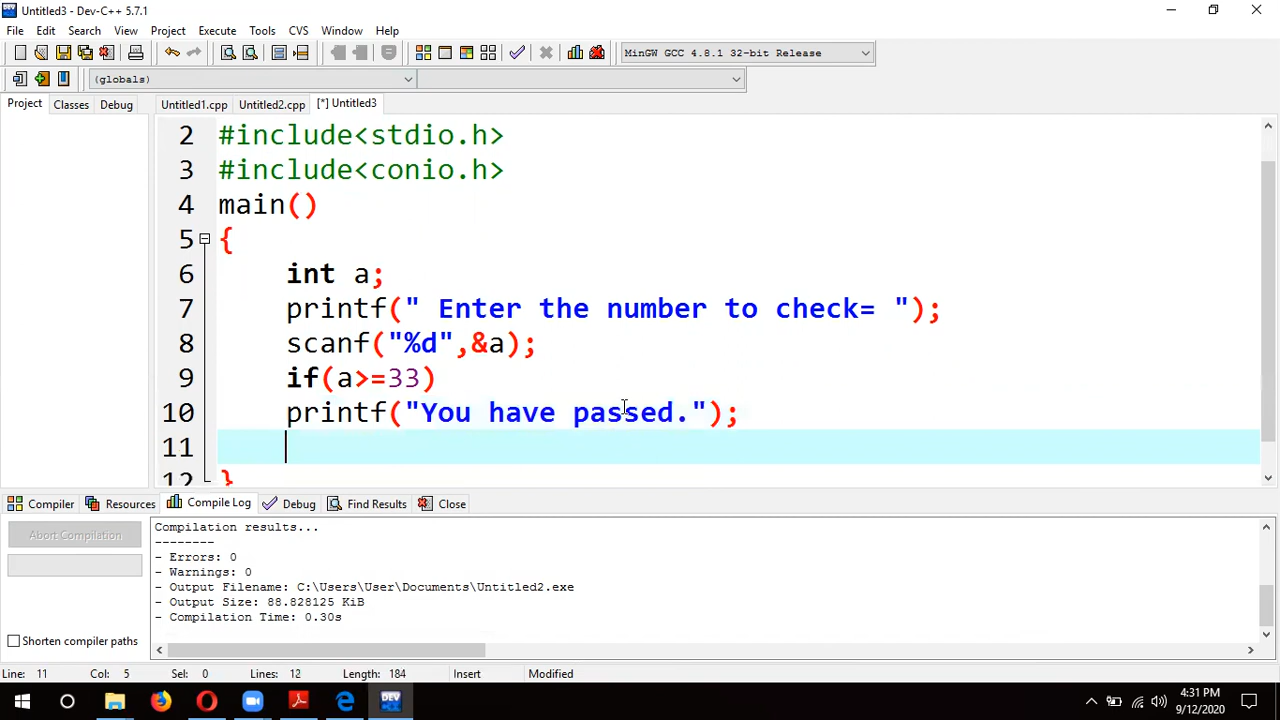 Untitled3 - Dev-C++ 5.7.1
File Edit Search View Project Execute Tools CVS Window Help
MinGW GCC 4.8.1 32-bit Release
(globals)
Project Classes Debug Untitled1.cpp Untitled2.cpp [*] Untitled3
2 #include<stdio.h>
3 #include<conio.h>
4 main()
5 {
6 int a;
7 printf(" Enter the number to check= ");
8 scanf("%d",&a);
9 if(a>=33)
10 printf("You have passed.");
11
12 }
Compiler Resources Compile Log Debug Find Results Close
Abort Compilation
Shorten compiler paths
Compilation results...
--------
- Errors: 0
- Warnings: 0
- Output Filename: C:\Users\User\Documents\Untitled2.exe
- Output Size: 88.828125 KiB
- Compilation Time: 0.30s
Line: 11 Col: 5 Sel: 0 Lines: 12 Length: 184 Insert Modified
DEV
4:31 PM
9/12/2020